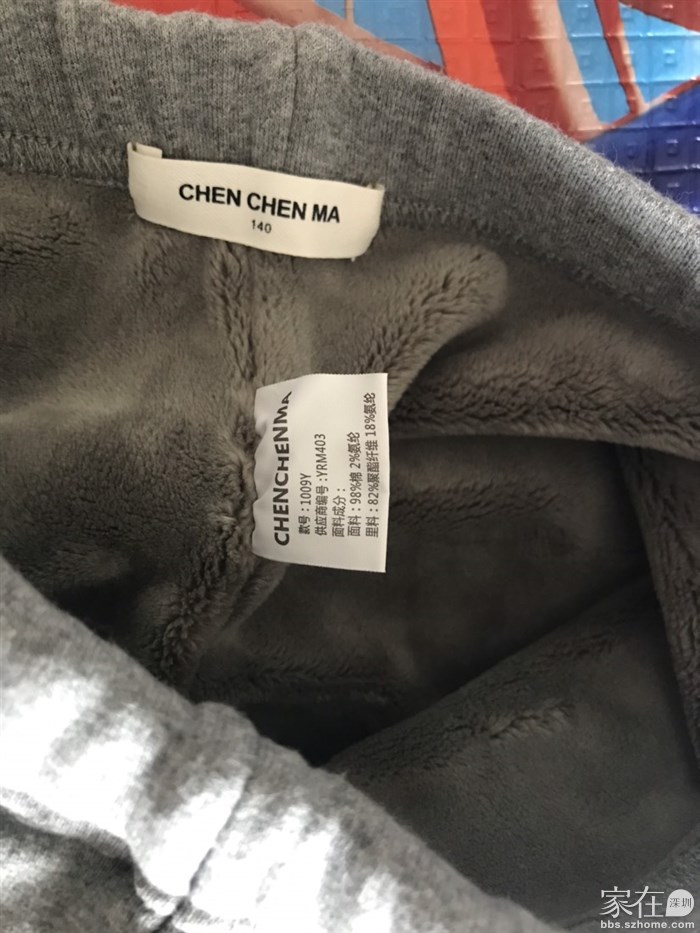 CHEN CHEN MA
140
CHENCHENMA
款号：1009Y
供应商编号：YRM403
面料成分：
面料：98%棉 2%氨纶
里料：82%聚酯纤维 18%氨纶
家在深圳
bbs.szhome.com